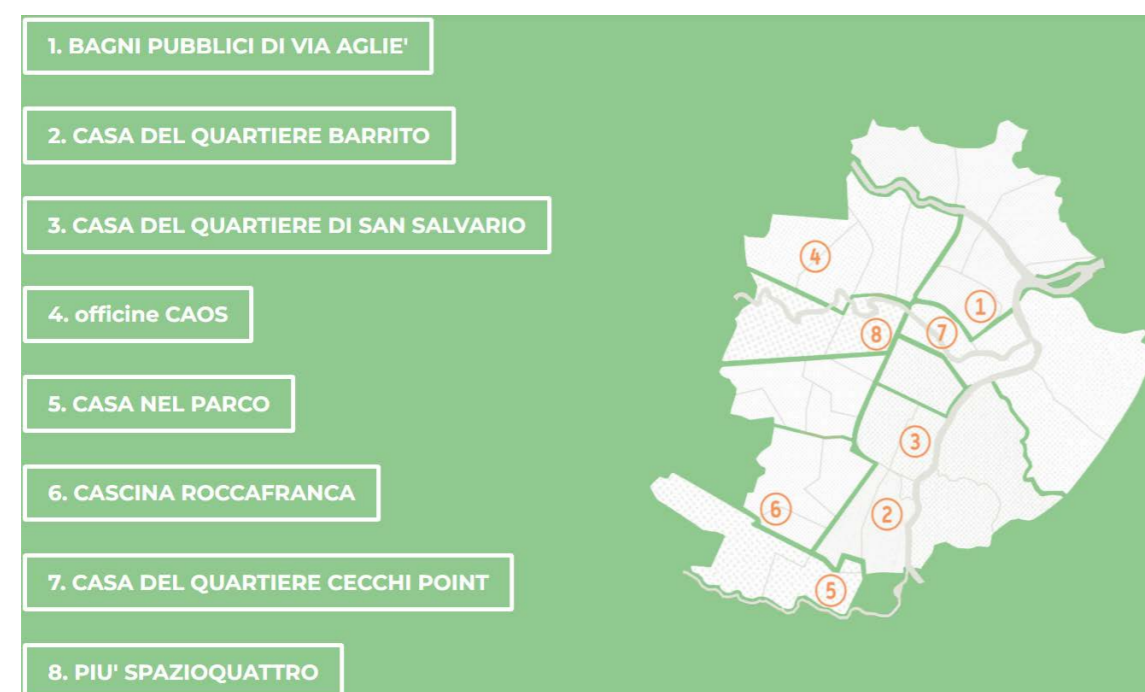 1. BAGNI PUBBLICI DI VIA AGLIE'
2. CASA DEL QUARTIERE BARRITO
3. CASA DEL QUARTIERE DI SAN SALVARIO
4. officine CAOS
5. CASA NEL PARCO
6. CASCINA ROCCAFRANCA
7. CASA DEL QUARTIERE CECCHI POINT
8. PIU' SPAZIOQUATTRO
4
1
8
7
3
6
2
5